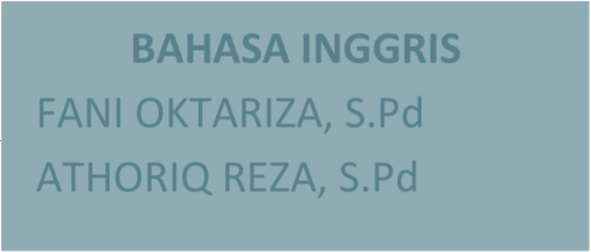 BAHASA INGGRIS
FANI OKTARIZA, S.Pd
ATHORIQ REZA, S.Pd